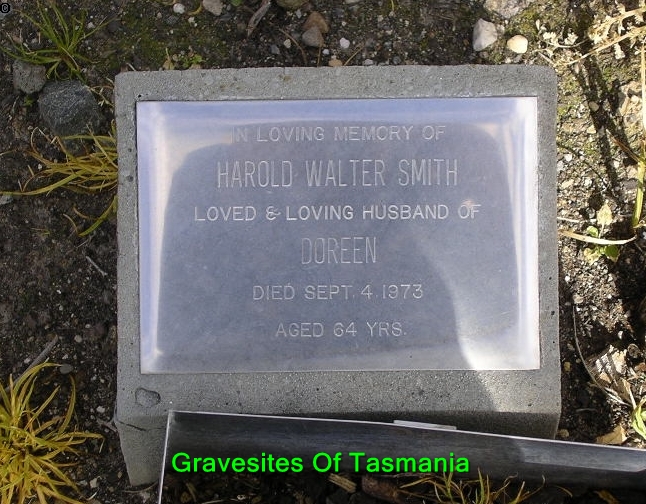 ©
IN LOVING MEMORY OF
HAROLD WALTER SMITH
LOVED & LOVING HUSBAND OF
DOREEN
DIED SEPT. 4. 1973
AGED 64 YRS.
Gravesites Of Tasmania